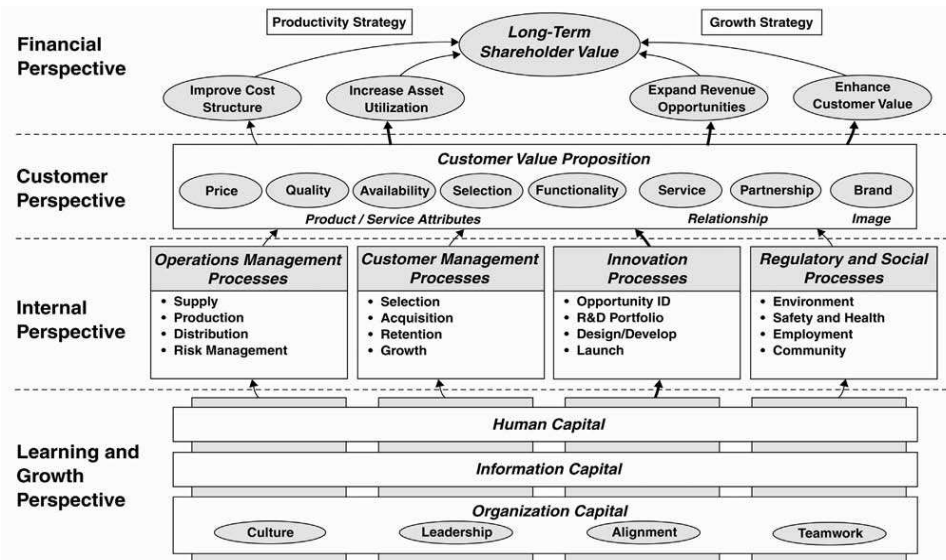 Productivity Strategy
Growth Strategy
Long-Term
Shareholder Value
Financial
Perspective
Improve Cost
Structure
Increase Asset
Utilization
Expand Revenue
Opportunities
Enhance
Customer Value
Customer
Perspective
Customer Value Proposition
Price
Quality
Availability
Selection
Functionality
Service
Partnership
Brand
Product / Service Attributes
Relationship
Image
Internal
Perspective
Operations Management
Processes
• Supply
• Production
• Distribution
• Risk Management
Customer Management
Processes
• Selection
• Acquisition
• Retention
• Growth
Innovation
Processes
• Opportunity ID
• R&D Portfolio
• Design/Develop
• Launch
Regulatory and Social
Processes
• Environment
• Safety and Health
• Employment
• Community
Learning and
Growth
Perspective
Human Capital
Information Capital
Organization Capital
Culture
Leadership
Alignment
Teamwork